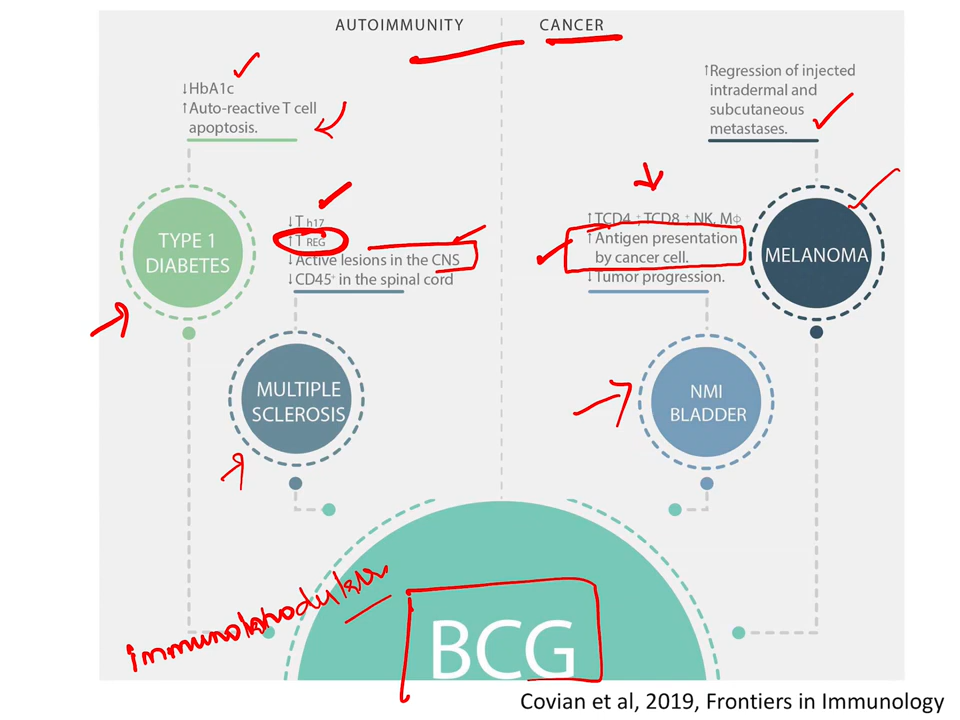 AUTOIMMUNITY
CANCER
↓HbA1c
↑Auto-reactive T cell
apoptosis.
↑Regression of injected
intradermal and
subcutaneous
metastases.
↓T h17
↑T REG
↓Active lesions in the CNS
↓CD45⁺ in the spinal cord
↑TCD4, ↑TCD8 ↑ NK, MΦ
↑Antigen presentation
by cancer cell.
↓Tumor progression.
TYPE 1
DIABETES
MELANOMA
MULTIPLE
SCLEROSIS
NMI
BLADDER
BCG
Covian et al, 2019, Frontiers in Immunology